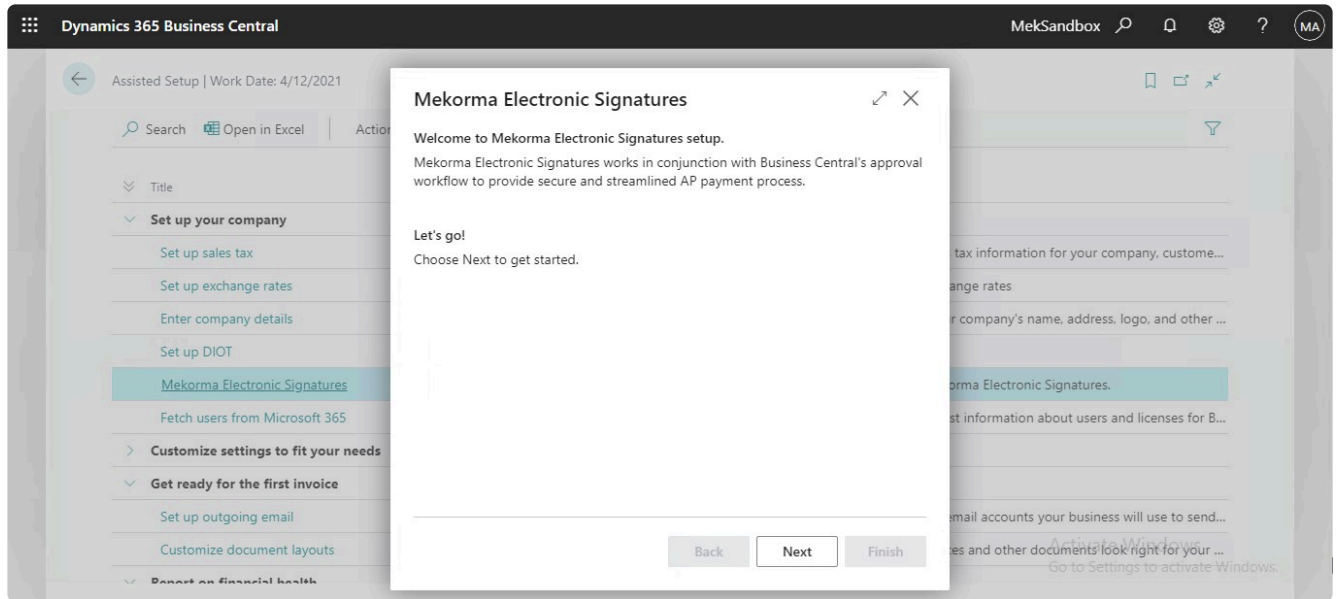 Dynamics 365 Business Central
MekSandbox
?
MA
Assisted Setup | Work Date: 4/12/2021
Search
Open in Excel
Title
Set up your company
Set up sales tax
Set up exchange rates
Enter company details
Set up DIOT
Mekorma Electronic Signatures
Fetch users from Microsoft 365
Customize settings to fit your needs
Get ready for the first invoice
Set up outgoing email
Customize document layouts
Report on financial health
Mekorma Electronic Signatures
Welcome to Mekorma Electronic Signatures setup.
Mekorma Electronic Signatures works in conjunction with Business Central's approval
workflow to provide secure and streamlined AP payment process.
Let's go!
Choose Next to get started.
Back
Next
Finish
tax information for your company, custome...
rates
company's name, address, logo, and other ...
Electronic Signatures.
information about users and licenses for B...
accounts your business will use to send...
and other documents look right for your ...
Activate Windows
Go to Settings to activate Windows.